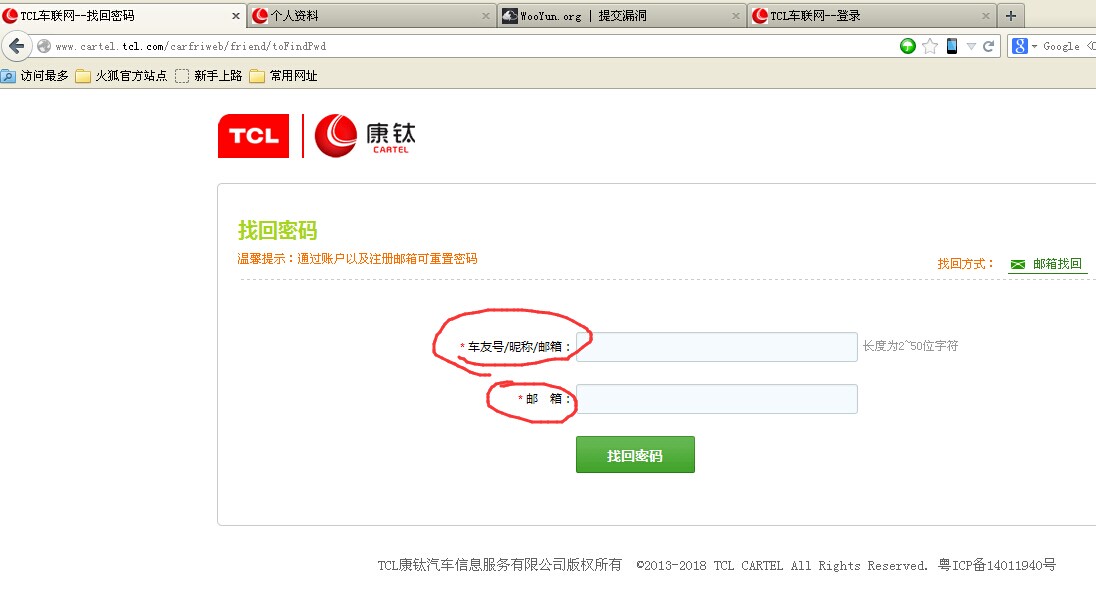 TCL车联网--找回密码 × 个人资料 × WooYun.org | 提交漏洞 × TCL车联网--登录 × +
www.cartel.tcl.com/carfriweb/friend/toFindPwd Google
访问最多 火狐官方站点 新手上路 常用网址
TCL 康钛
CARTEL
找回密码
温馨提示：通过账户以及注册邮箱可重置密码
找回方式： 邮箱找回
*车友号/昵称/邮箱： 长度为2~50位字符
*邮 箱：
找回密码
TCL康钛汽车信息服务有限公司版权所有 ©2013-2018 TCL CARTEL All Rights Reserved. 粤ICP备14011940号